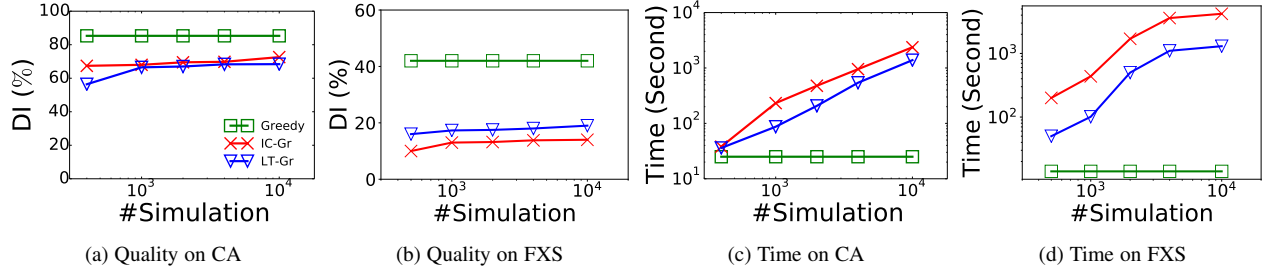 100
80
60
40
20
0
DI (%)
Greedy
IC-Gr
LT-Gr
10^3
10^4
#Simulation
(a) Quality on CA
60
40
20
0
DI (%)
10^3
10^4
#Simulation
(b) Quality on FXS
10^4
10^3
10^2
10^1
Time (Second)
10^3
10^4
#Simulation
(c) Time on CA
10^3
10^2
Time (Second)
10^3
10^4
#Simulation
(d) Time on FXS